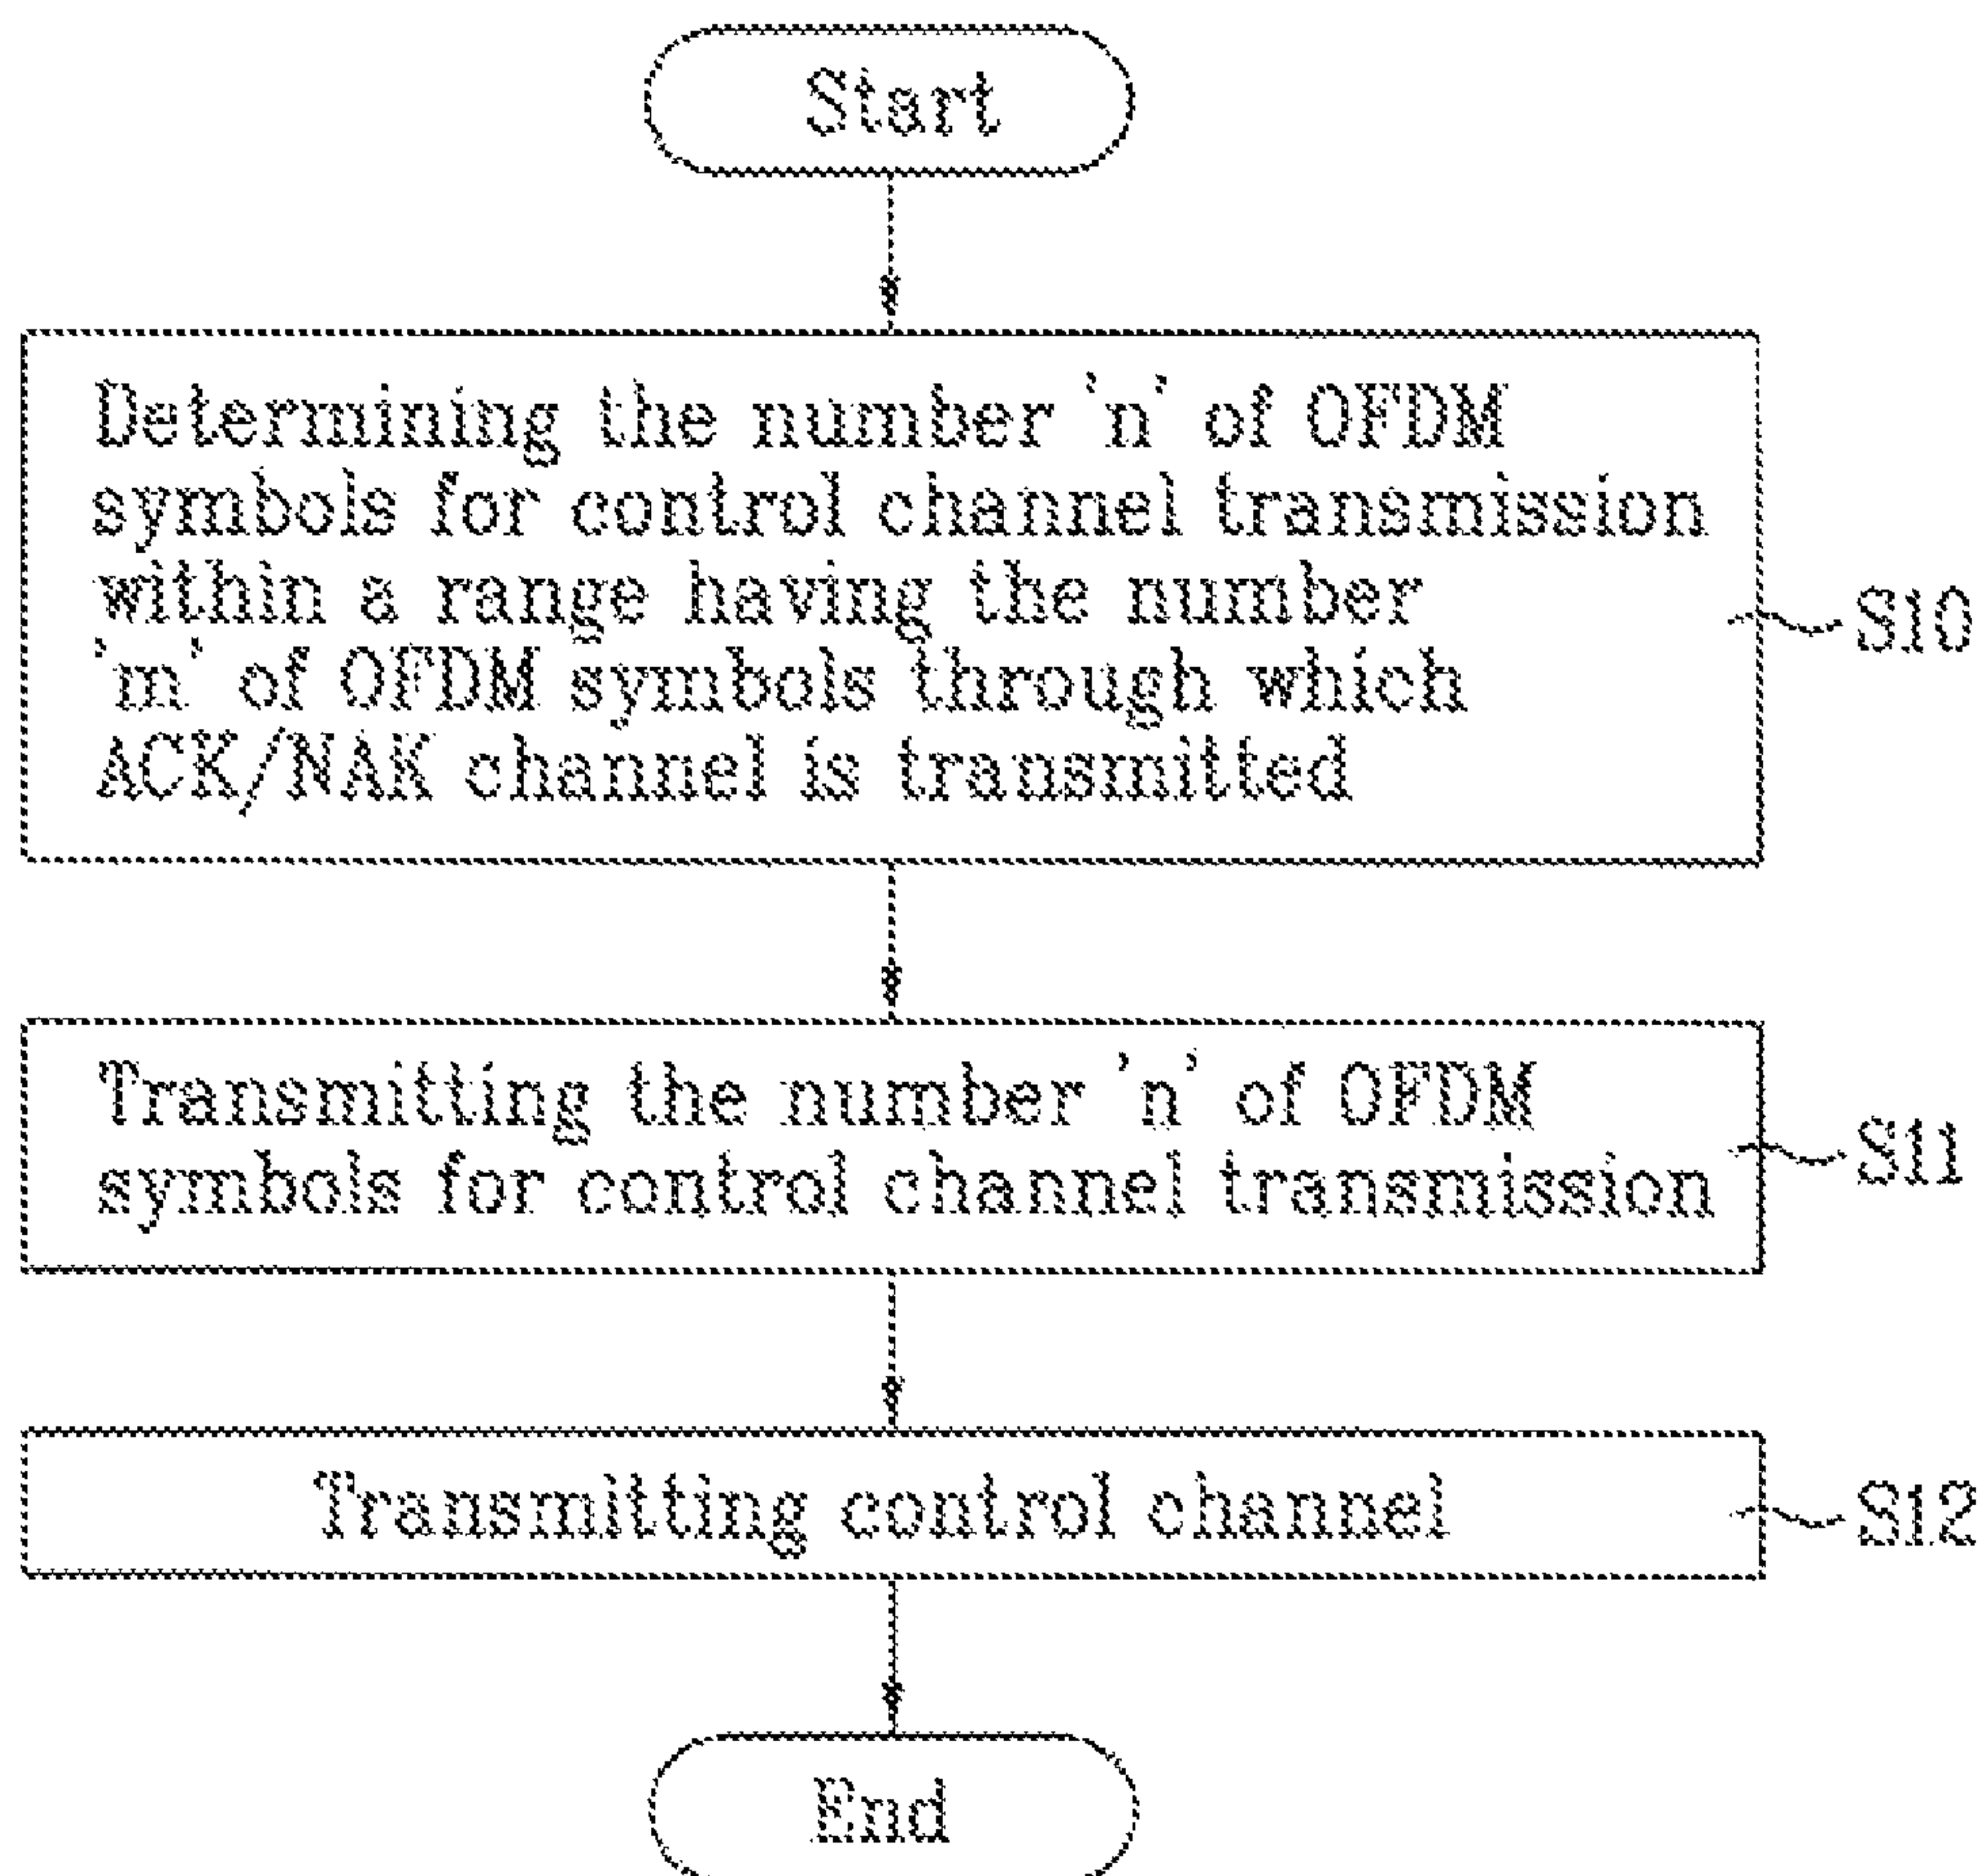 Start
Determining the number 'n' of OFDM
symbols for control channel transmission
within a range having the number
'm' of OFDM symbols through which
ACK/NAK channel is transmitted
S10
Transmitting the number 'n' of OFDM
symbols for control channel transmission
S11
Transmitting control channel
S12
End